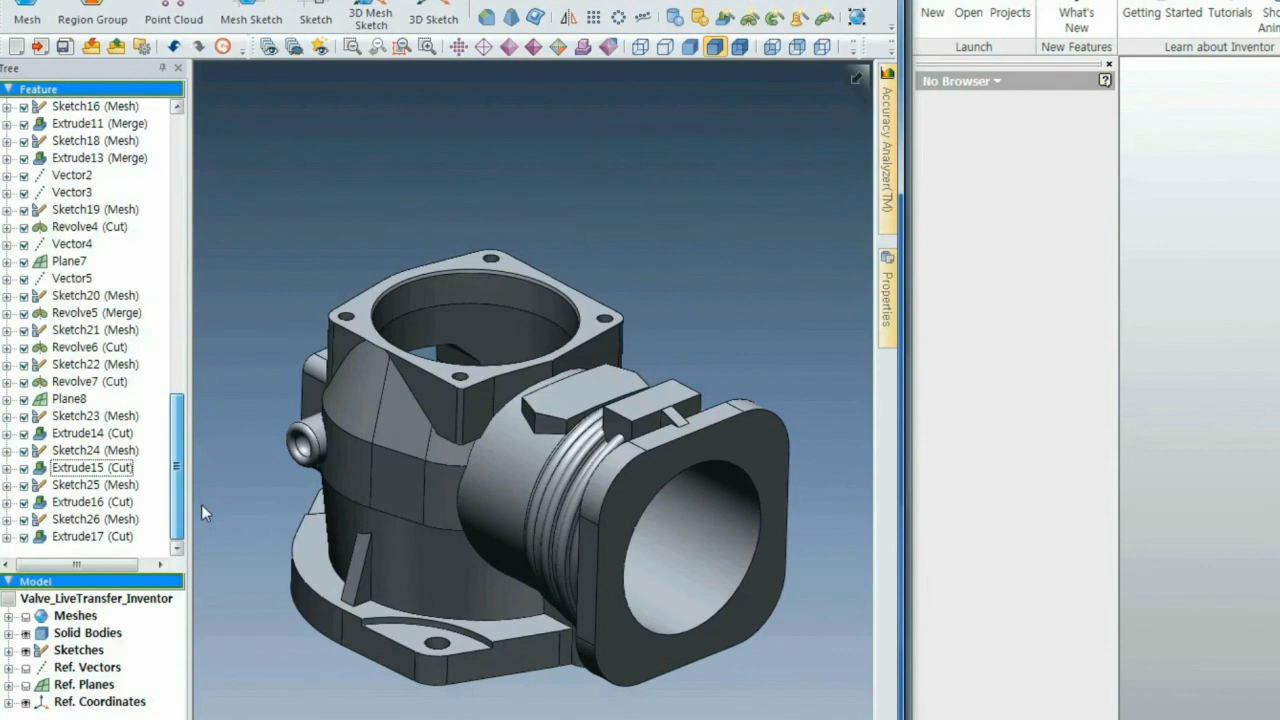 Mesh
Region Group
Point Cloud
Mesh Sketch
Sketch
3D Mesh
Sketch
3D Sketch
New
Open
Projects
What's
New
Getting Started
Tutorials
Launch
New Features
Learn about Inventor
Tree
Feature
Sketch16 (Mesh)
Extrude11 (Merge)
Sketch18 (Mesh)
Extrude13 (Merge)
Vector2
Vector3
Sketch19 (Mesh)
Revolve4 (Cut)
Vector4
Plane7
Vector5
Sketch20 (Mesh)
Revolve5 (Merge)
Sketch21 (Mesh)
Revolve6 (Cut)
Sketch22 (Mesh)
Revolve7 (Cut)
Plane8
Sketch23 (Mesh)
Extrude14 (Cut)
Sketch24 (Mesh)
Extrude15 (Cut)
Sketch25 (Mesh)
Extrude16 (Cut)
Sketch26 (Mesh)
Extrude17 (Cut)
Model
Valve_LiveTransfer_Inventor
Meshes
Solid Bodies
Sketches
Ref. Vectors
Ref. Planes
Ref. Coordinates
Accuracy Analyzer(TM)
Properties
No Browser